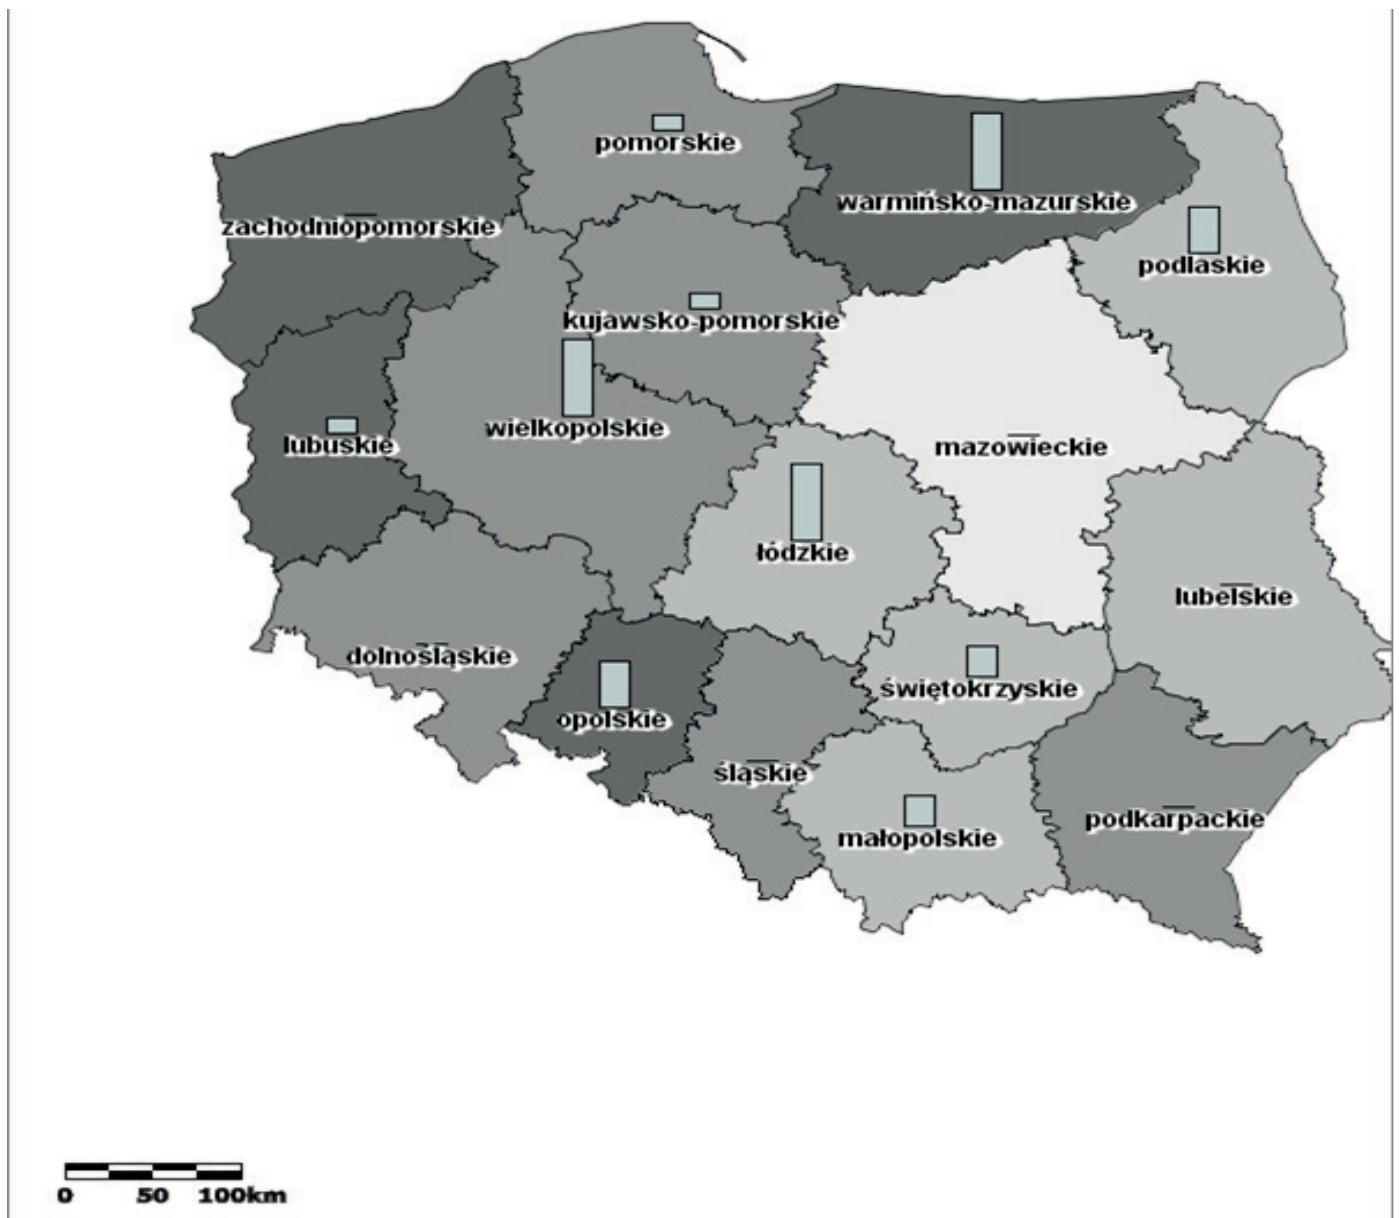 pomorskie
warmińsko-mazurskie
zachodniopomorskie
podlaskie
kujawsko-pomorskie
wielkopolskie
lubuskie
mazowieckie
łódzkie
lubelskie
dolnośląskie
świętokrzyskie
opolskie
śląskie
podkarpackie
małopolskie
0 50 100km